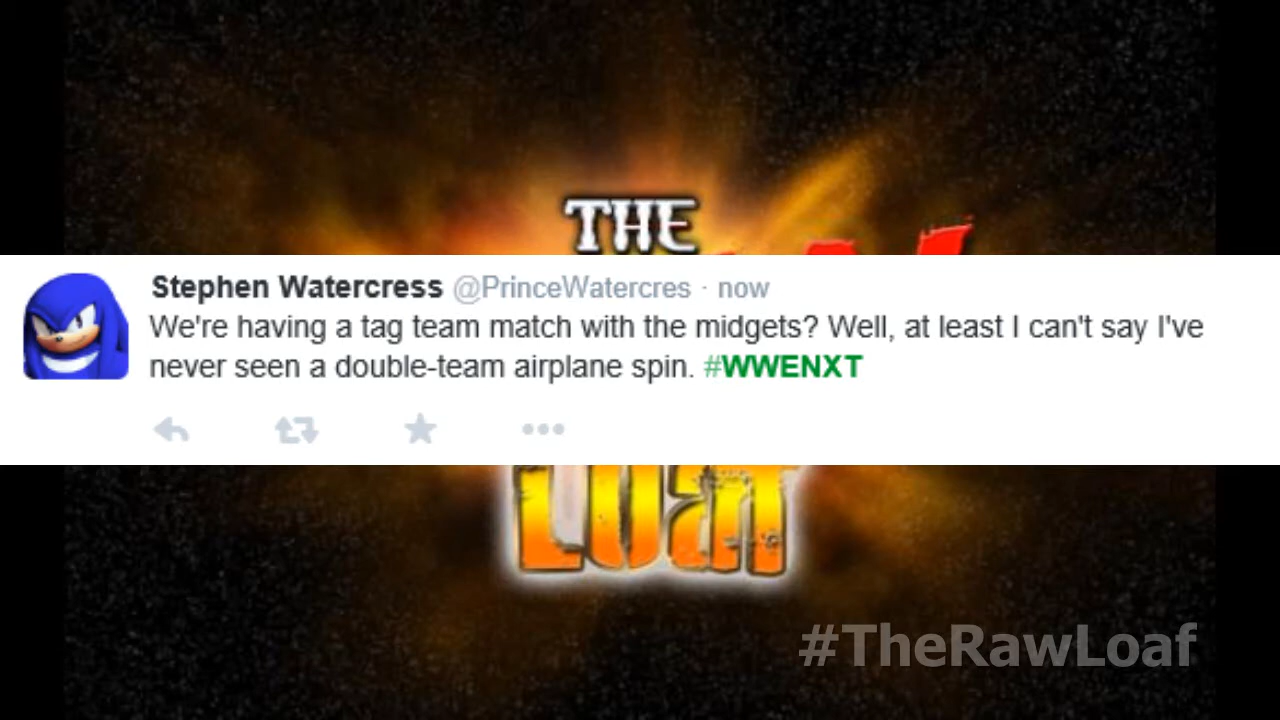 THE
Stephen Watercress @PrinceWatercres · now
We're having a tag team match with the midgets? Well, at least I can't say I've
never seen a double-team airplane spin. #WWENXT
LOAF
#TheRawLoaf